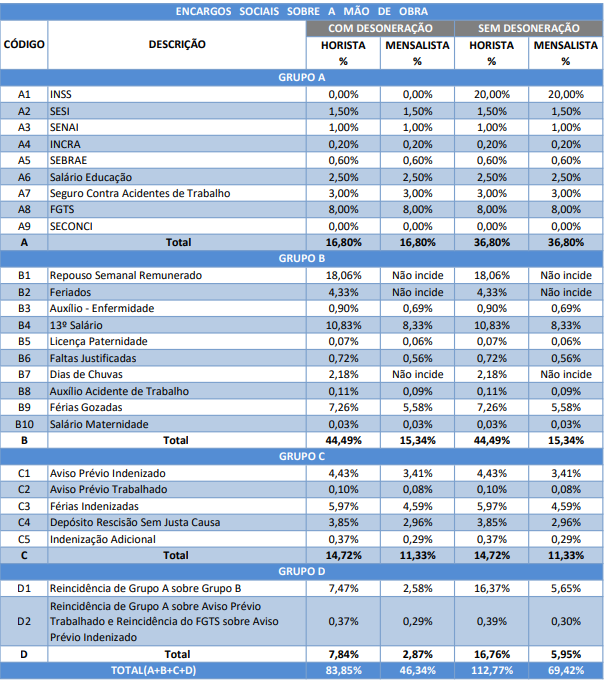 ENCARGOS SOCIAIS SOBRE A MÃO DE OBRA
COM DESONERAÇÃO SEM DESONERAÇÃO
CÓDIGO DESCRIÇÃO HORISTA MENSALISTA HORISTA MENSALISTA
% % % %
GRUPO A
A1 INSS 0,00% 0,00% 20,00% 20,00%
A2 SESI 1,50% 1,50% 1,50% 1,50%
A3 SENAI 1,00% 1,00% 1,00% 1,00%
A4 INCRA 0,20% 0,20% 0,20% 0,20%
A5 SEBRAE 0,60% 0,60% 0,60% 0,60%
A6 Salário Educação 2,50% 2,50% 2,50% 2,50%
A7 Seguro Contra Acidentes de Trabalho 3,00% 3,00% 3,00% 3,00%
A8 FGTS 8,00% 8,00% 8,00% 8,00%
A9 SECONCI 0,00% 0,00% 0,00% 0,00%
A Total 16,80% 16,80% 36,80% 36,80%
GRUPO B
B1 Repouso Semanal Remunerado 18,06% Não incide 18,06% Não incide
B2 Feriados 4,33% Não incide 4,33% Não incide
B3 Auxílio - Enfermidade 0,90% 0,69% 0,90% 0,69%
B4 13º Salário 10,83% 8,33% 10,83% 8,33%
B5 Licença Paternidade 0,07% 0,06% 0,07% 0,06%
B6 Faltas Justificadas 0,72% 0,56% 0,72% 0,56%
B7 Dias de Chuvas 2,18% Não incide 2,18% Não incide
B8 Auxílio Acidente de Trabalho 0,11% 0,09% 0,11% 0,09%
B9 Férias Gozadas 7,26% 5,58% 7,26% 5,58%
B10 Salário Maternidade 0,03% 0,03% 0,03% 0,03%
B Total 44,49% 15,34% 44,49% 15,34%
GRUPO C
C1 Aviso Prévio Indenizado 4,43% 3,41% 4,43% 3,41%
C2 Aviso Prévio Trabalhado 0,10% 0,08% 0,10% 0,08%
C3 Férias Indenizadas 5,97% 4,59% 5,97% 4,59%
C4 Depósito Rescisão Sem Justa Causa 3,85% 2,96% 3,85% 2,96%
C5 Indenização Adicional 0,37% 0,29% 0,37% 0,29%
C Total 14,72% 11,33% 14,72% 11,33%
GRUPO D
D1 Reincidência de Grupo A sobre Grupo B 7,47% 2,58% 16,37% 5,65%
Reincidência de Grupo A sobre Aviso Prévio
D2 Trabalhado e Reincidência do FGTS sobre Aviso 0,37% 0,29% 0,39% 0,30%
Prévio Indenizado
D Total 7,84% 2,87% 16,76% 5,95%
TOTAL(A+B+C+D) 83,85% 46,34% 112,77% 69,42%